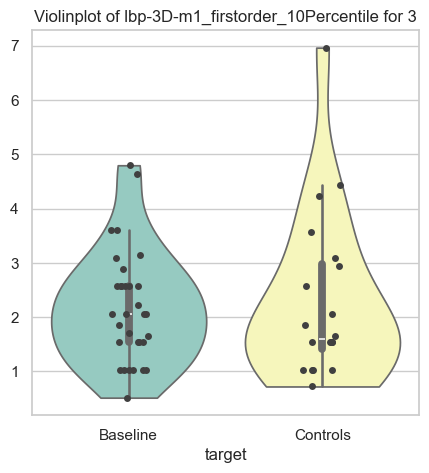 Violinplot of lbp-3D-m1_firstorder_10Percentile for 3
7
6
5
4
3
2
1
Baseline Controls
target